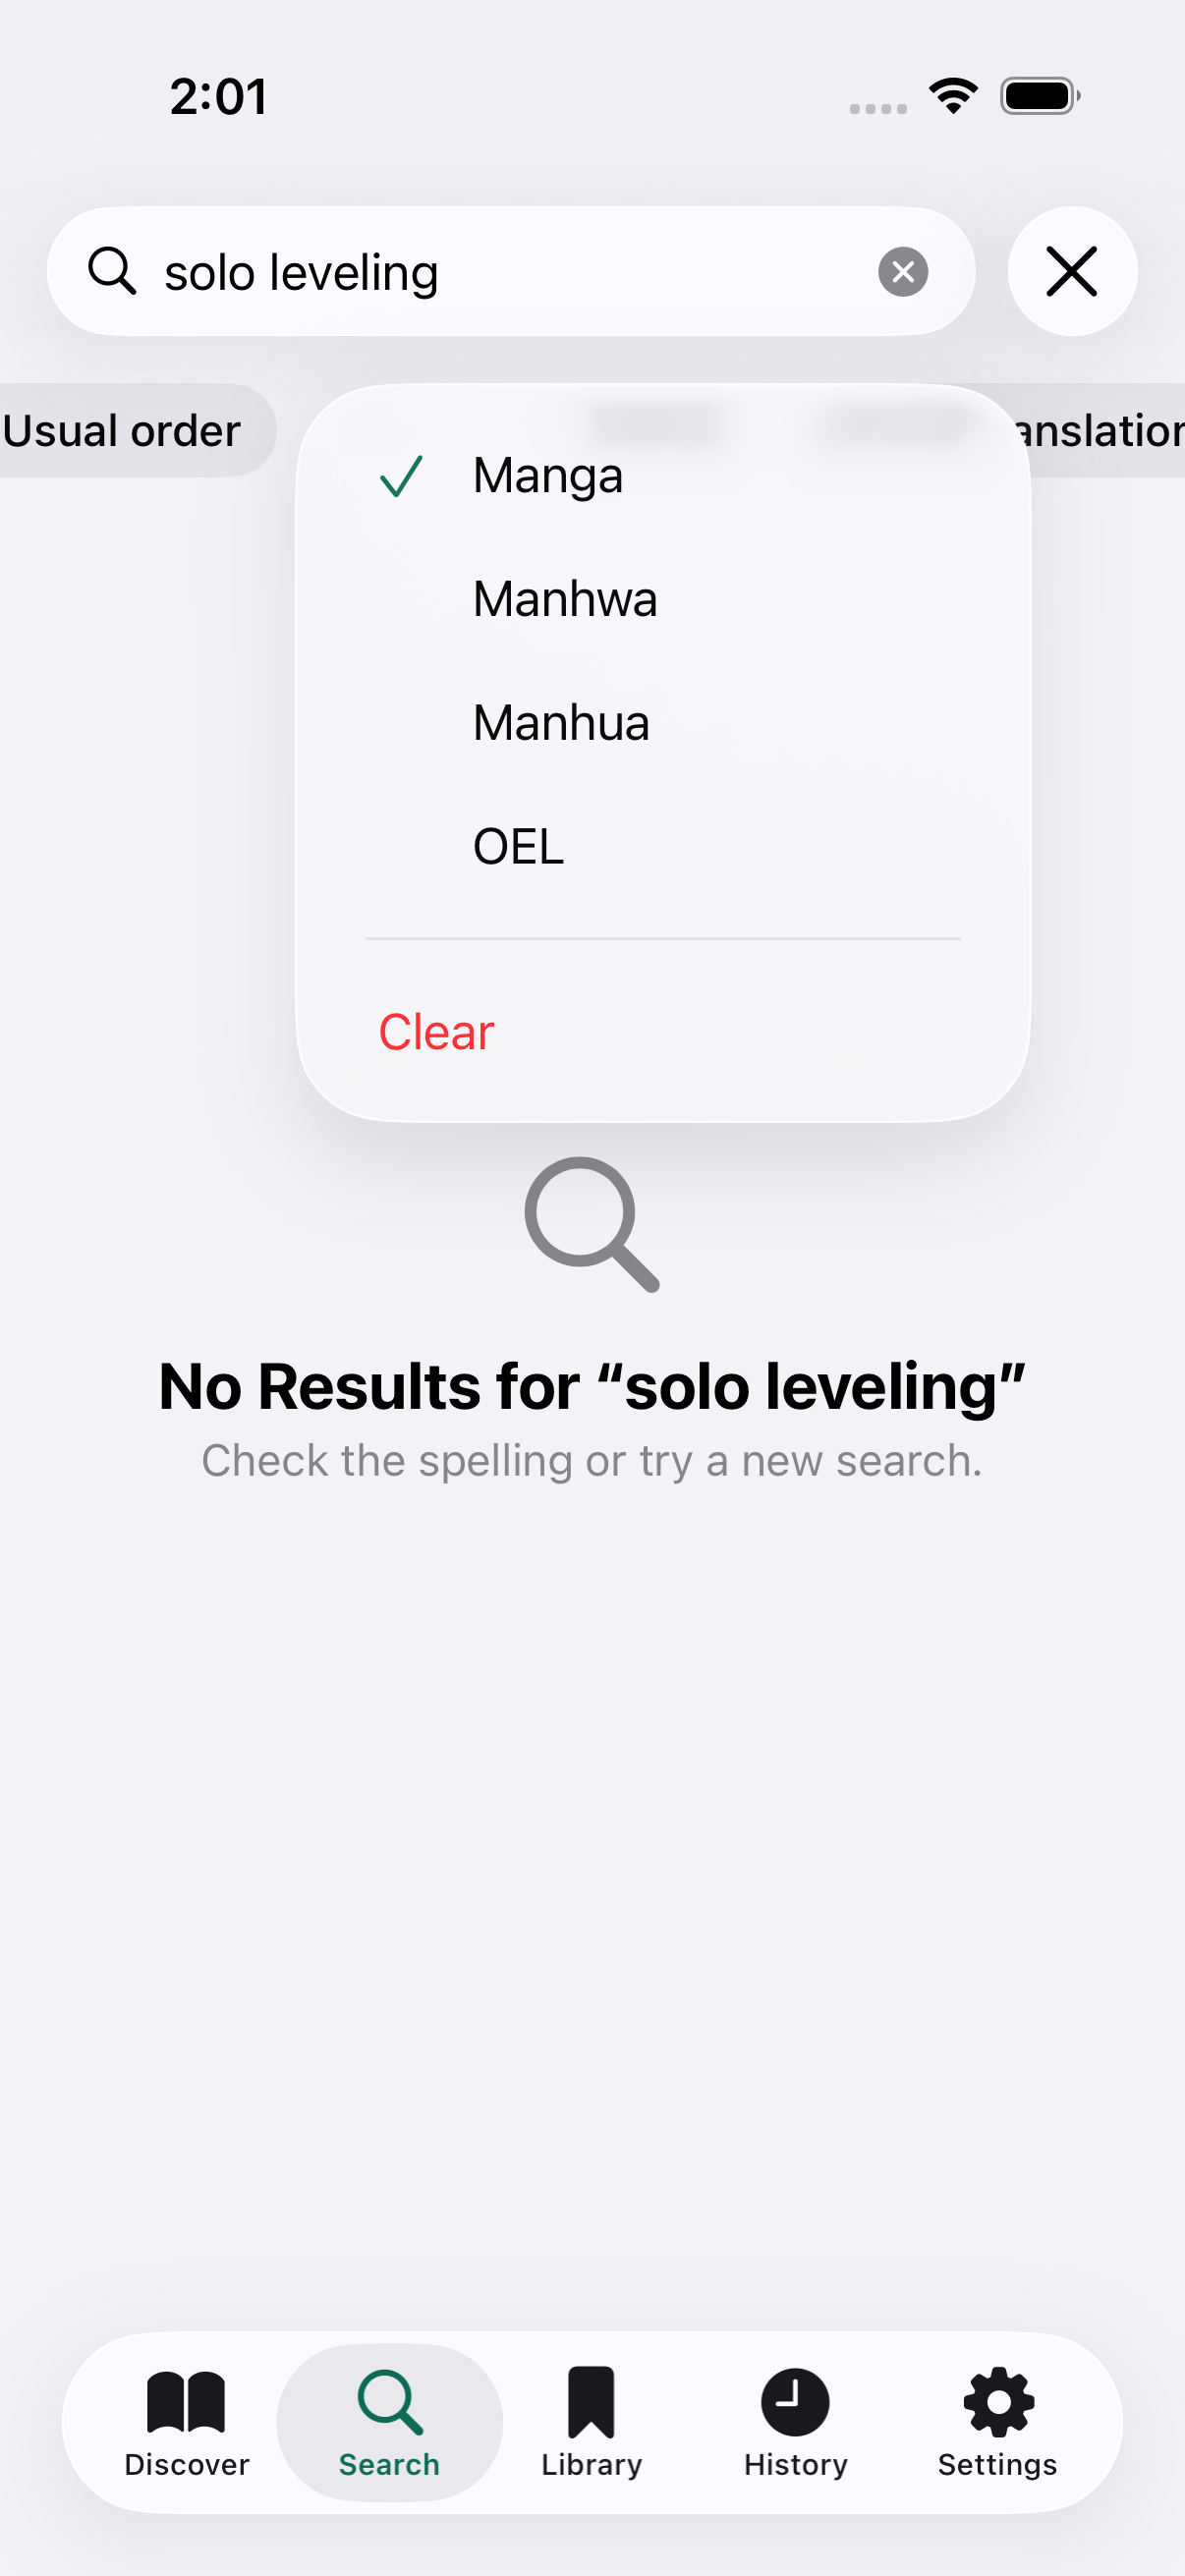 2:01
solo leveling
Usual order
anslation
Manga
Manhwa
Manhua
OEL
Clear
No Results for “solo leveling”
Check the spelling or try a new search.
Discover
Search
Library
History
Settings